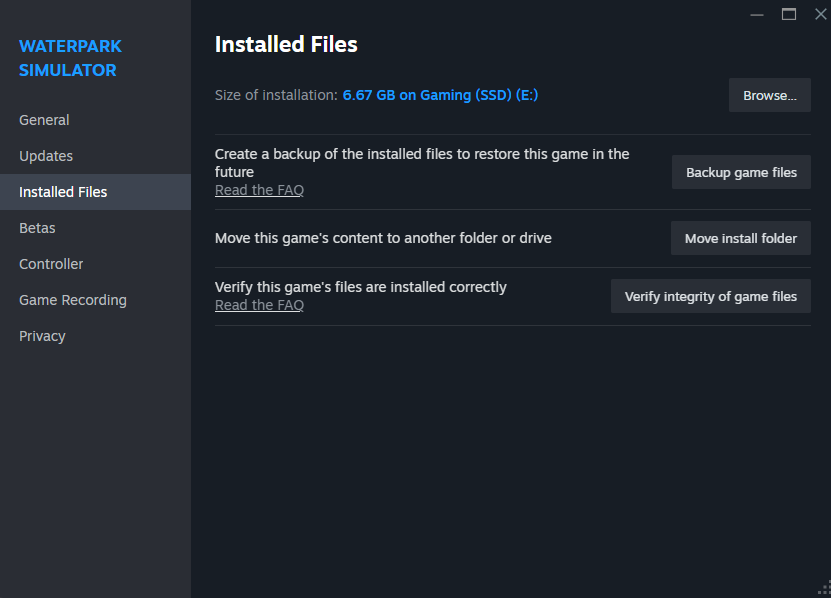 WATERPARK
SIMULATOR
General
Updates
Installed Files
Betas
Controller
Game Recording
Privacy
Installed Files
Size of installation: 6.67 GB on Gaming (SSD) (E:)
Browse...
Create a backup of the installed files to restore this game in the
future
Read the FAQ
Backup game files
Move this game's content to another folder or drive
Move install folder
Verify this game's files are installed correctly
Read the FAQ
Verify integrity of game files